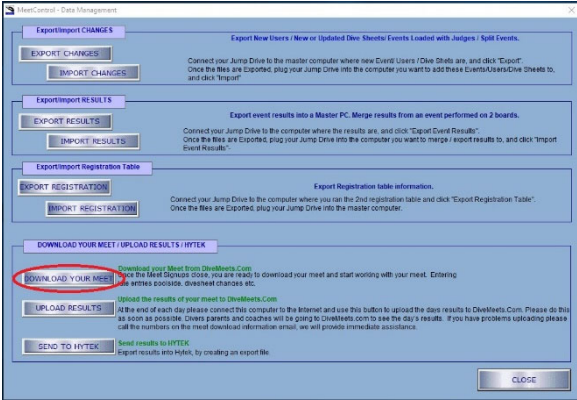 MeetControl - Data Management
Export/Import CHANGES
Export New Users / New or Updated Dive Sheets/ Events Loaded with Judges / Split Events.
EXPORT CHANGES
IMPORT CHANGES
Connect your Jump Drive to the computer where new Event/ Users / Dive Shets are, and click "Export".
Once the files are Exported, plug your Jump Drive into the computer you want to add these Events/Users/Dive Sheets to,
and click "Import"
Export/Import RESULTS
Export event results into a Master PC. Merge results from an event performed on 2 boards.
EXPORT RESULTS
IMPORT RESULTS
Connect your Jump Drive to the computer where the results are, and click "Export Event Results".
Once the files are Exported, plug your Jump Drive into the computer you want to merge / export results to, and click "Import
Event Results"-
Export/Import Registration Table
EXPORT REGISTRATION
Export Registration table information.
IMPORT REGISTRATION
Connect your Jump Drive to the computer where you ran the 2nd registration table and click "Export Registration Table".
Once the files are Exported, plug your Jump Drive into the master computer.
DOWNLOAD YOUR MEET / UPLOAD RESULTS / HYTEK
DOWNLOAD YOUR MEET
Download your Meet from DiveMeets.Com
Once the Meet Signups close, you are ready to download your meet and start working with your meet. Entering
late entries poolside, divesheet changes etc.
UPLOAD RESULTS
Upload the results of your meet to DiveMeets.Com
At the end of each day please connect this computer to the Internet and use this button to upload the days results to DiveMeets.Com. Please do this
as soon as possible. Divers parents and coaches will be going to DiveMeets.com to see the day's results. If you have problems uploading please
call the numbers on the meet download information email, we will provide immediate assistance.
SEND TO HYTEK
Send results to HYTEK
Export results into Hytek, by creating an export file.
CLOSE